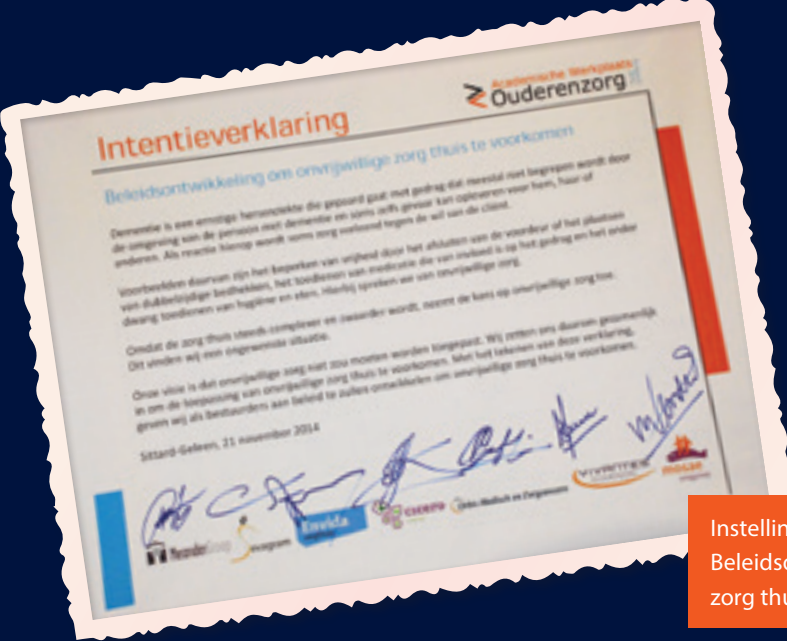 Academische Werkplaats
Ouderenzorg
Intentieverklaring
Beleidsontwikkeling om onvrijwillige zorg thuis te voorkomen
Dementie is een ernstige hersenziekte die gepaard gaat met gedrag dat meestal niet begrepen wordt door
de omgeving van de persoon met dementie en soms zelfs gevaar kan opleveren voor hem, haar of
anderen. Als reactie hierop wordt soms zorg verleend tegen de wil van de cliënt.
Voorbeelden daarvan zijn het beperken van vrijheid door het afsluiten van de voordeur of het plaatsen
van dubbelzijdige bedhekken, het toedienen van medicatie die van invloed is op het gedrag en het onder
dwang toedienen van hygiëne en eten. Hierbij spreken we van onvrijwillige zorg.
Omdat de zorg thuis steeds complexer en zwaarder wordt, neemt de kans op onvrijwillige zorg toe.
Dit vinden wij een ongewenste situatie.
Onze visie is dat onvrijwillige zorg niet zou moeten worden toegepast. Wij zetten ons daarom gezamenlijk
in om de toepassing van onvrijwillige zorg thuis te voorkomen. Met het tekenen van deze verklaring,
geven wij als bestuurders aan beleid te zullen ontwikkelen om onvrijwillige zorg thuis te voorkomen.
Sittard-Geleen, 21 november 2014
MeanderGroep
sevagram
Envida
cicero
Medisch en Zorgcentrum
VIVANTES
mosae
Instellin
Beleidso
zorg thu